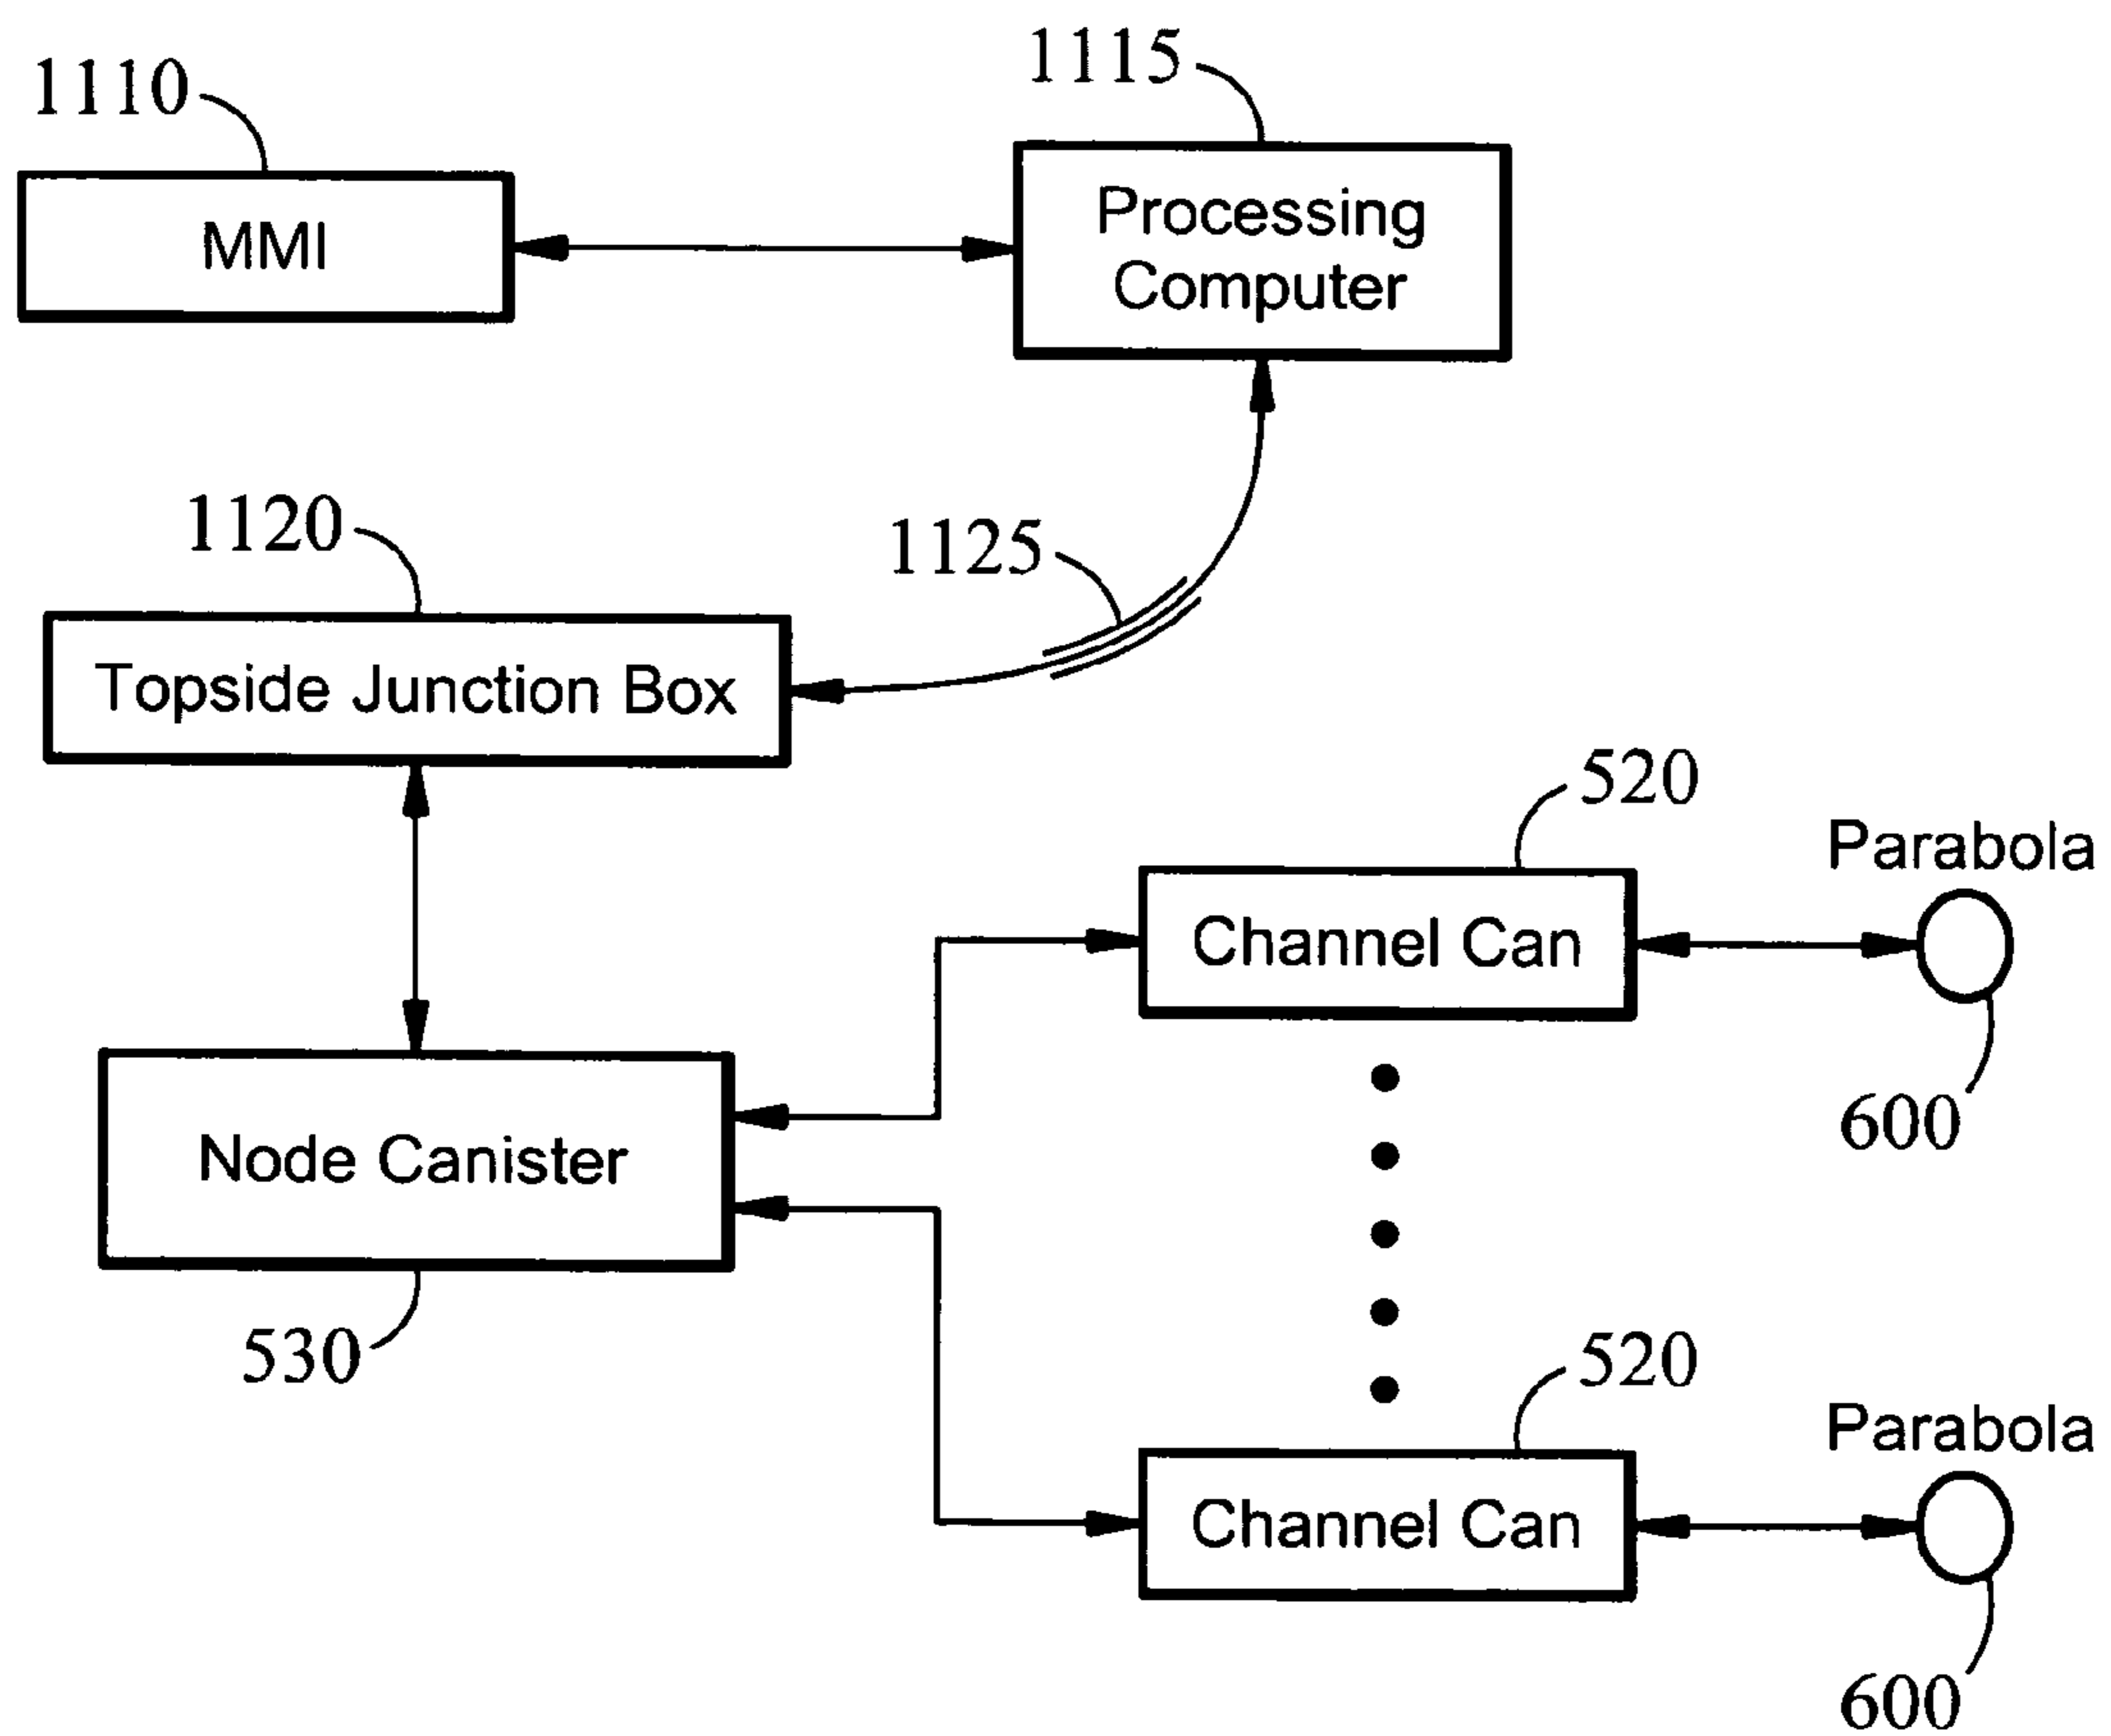 1110
1115
MMI
Processing
Computer
1120
1125
Topside Junction Box
520
Parabola
Channel Can
600
Node Canister
530
520
Parabola
Channel Can
600